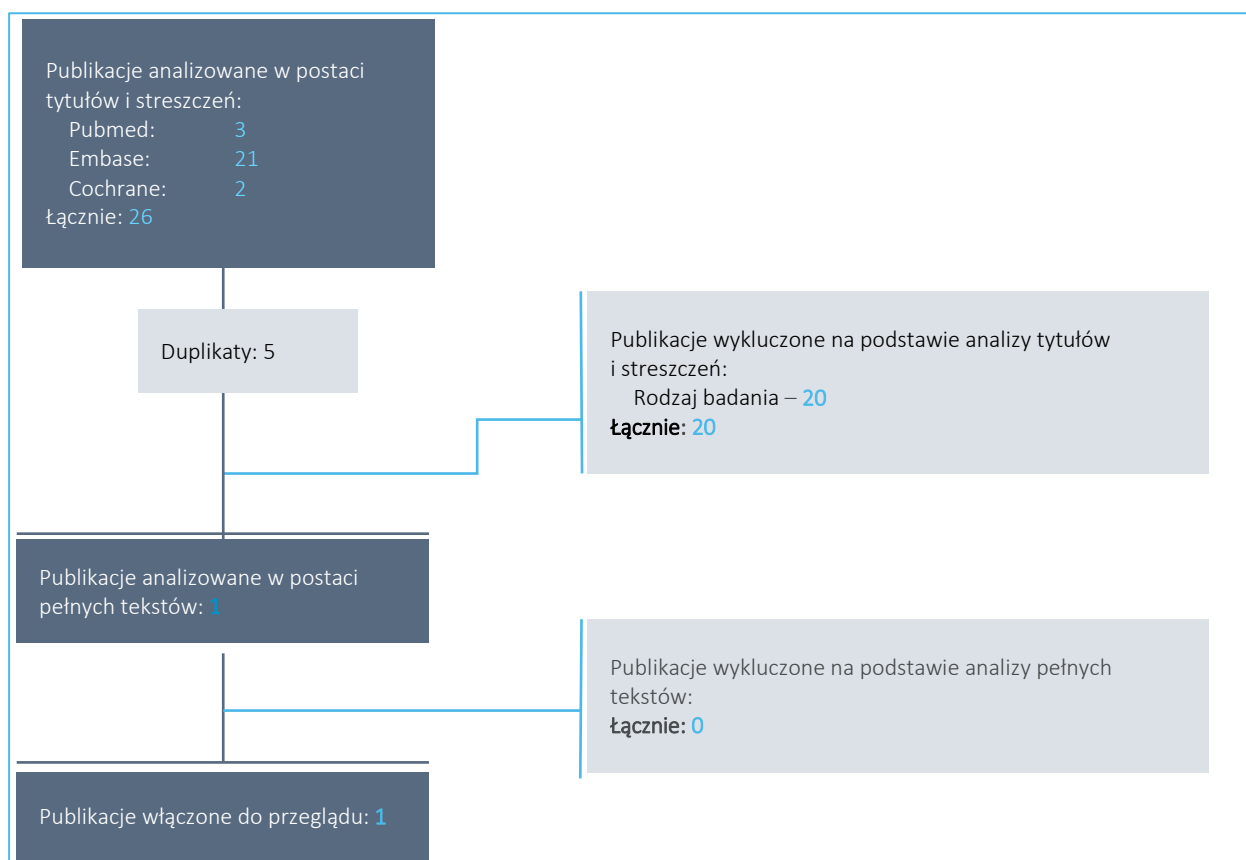 Publikacje analizowane w postaci
tytułów i streszczeń:
Pubmed: 3
Embase: 21
Cochrane: 2
Łącznie: 26
Duplikaty: 5
Publikacje wykluczone na podstawie analizy tytułów
i streszczeń:
Rodzaj badania – 20
Łącznie: 20
Publikacje analizowane w postaci
pełnych tekstów: 1
Publikacje wykluczone na podstawie analizy pełnych
tekstów:
Łącznie: 0
Publikacje włączone do przeglądu: 1